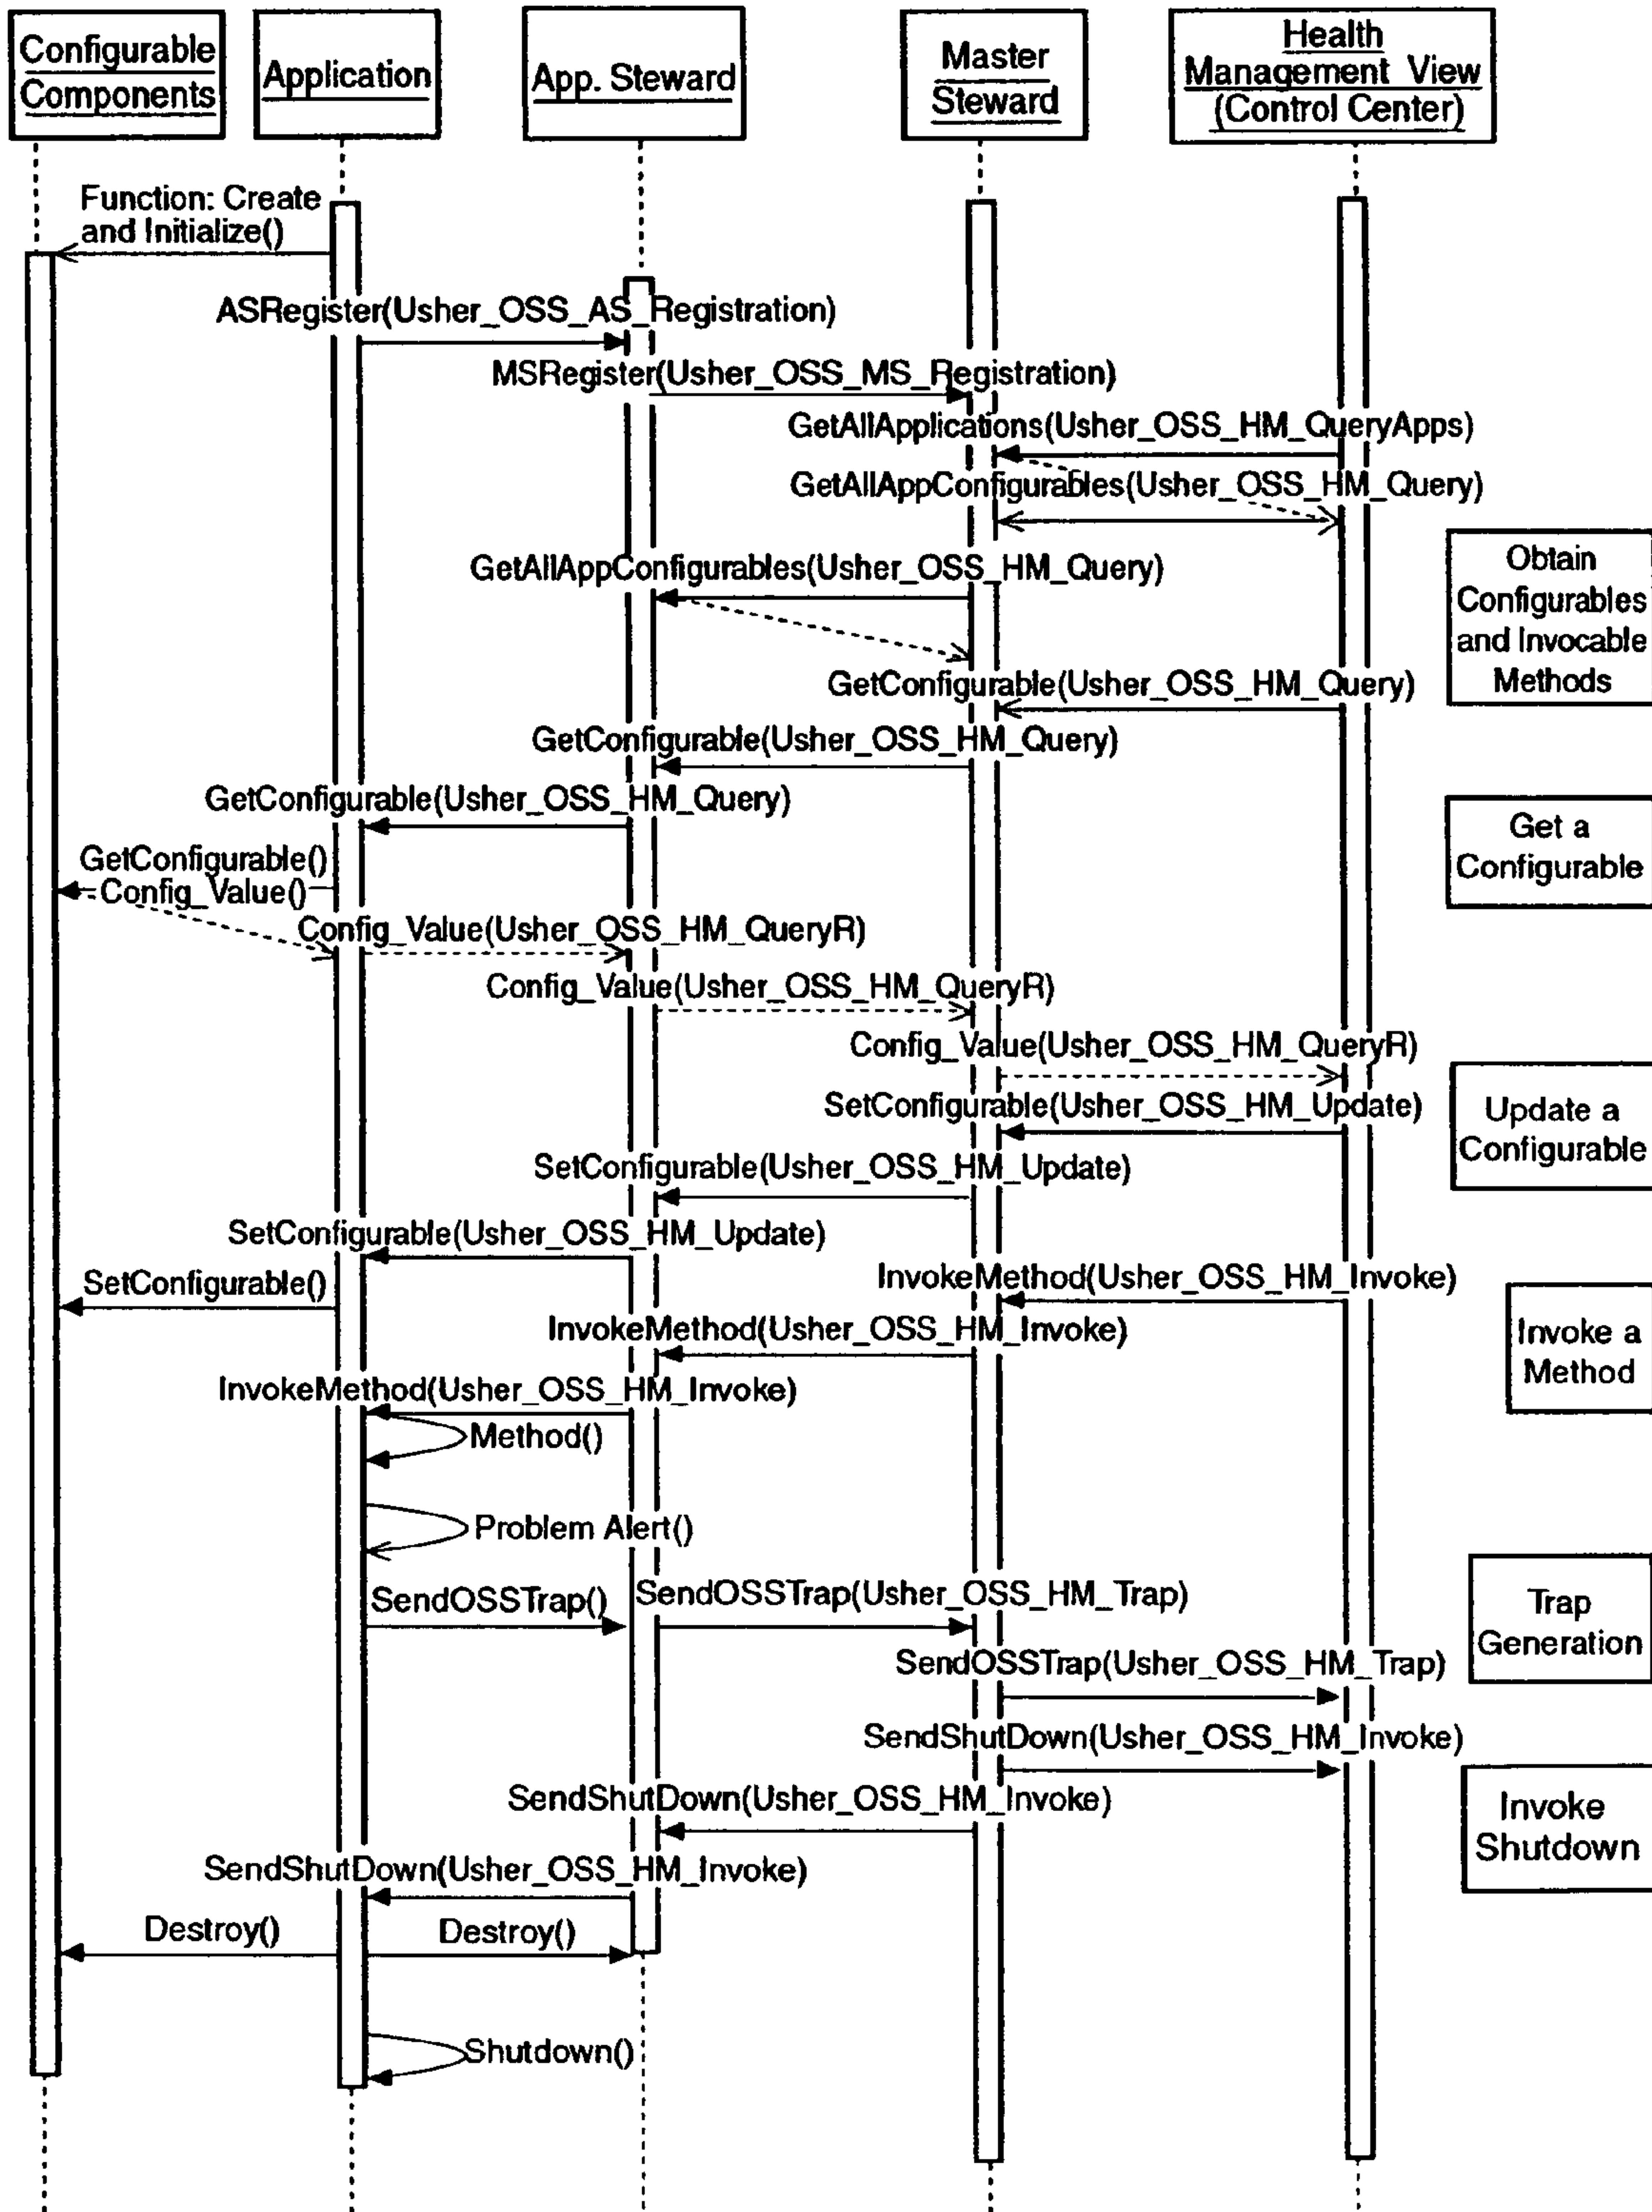 Configurable
Components
Application
App. Steward
Master
Steward
Health
Management View
(Control Center)
Function: Create
and Initialize()
ASRegister(Usher_OSS_AS_Registration)
MSRegister(Usher_OSS_MS_Registration)
GetAllApplications(Usher_OSS_HM_QueryApps)
GetAllAppConfigurables(Usher_OSS_HM_Query)
GetAllAppConfigurables(Usher_OSS_HM_Query)
Obtain
Configurables
and Invocable
Methods
GetConfigurable(Usher_OSS_HM_Query)
GetConfigurable(Usher_OSS_HM_Query)
GetConfigurable(Usher_OSS_HM_Query)
Get a
Configurable
GetConfigurable()
Config_Value()
Config_Value(Usher_OSS_HM_QueryR)
Config_Value(Usher_OSS_HM_QueryR)
Config_Value(Usher_OSS_HM_QueryR)
SetConfigurable(Usher_OSS_HM_Update)
Update a
Configurable
SetConfigurable(Usher_OSS_HM_Update)
SetConfigurable(Usher_OSS_HM_Update)
SetConfigurable()
InvokeMethod(Usher_OSS_HM_Invoke)
InvokeMethod(Usher_OSS_HM_Invoke)
Invoke a
Method
InvokeMethod(Usher_OSS_HM_Invoke)
Method()
Problem Alert()
SendOSSTrap()
SendOSSTrap(Usher_OSS_HM_Trap)
Trap
Generation
SendOSSTrap(Usher_OSS_HM_Trap)
SendShutDown(Usher_OSS_HM_Invoke)
SendShutDown(Usher_OSS_HM_Invoke)
Invoke
Shutdown
SendShutDown(Usher_OSS_HM_Invoke)
Destroy()
Destroy()
Shutdown()